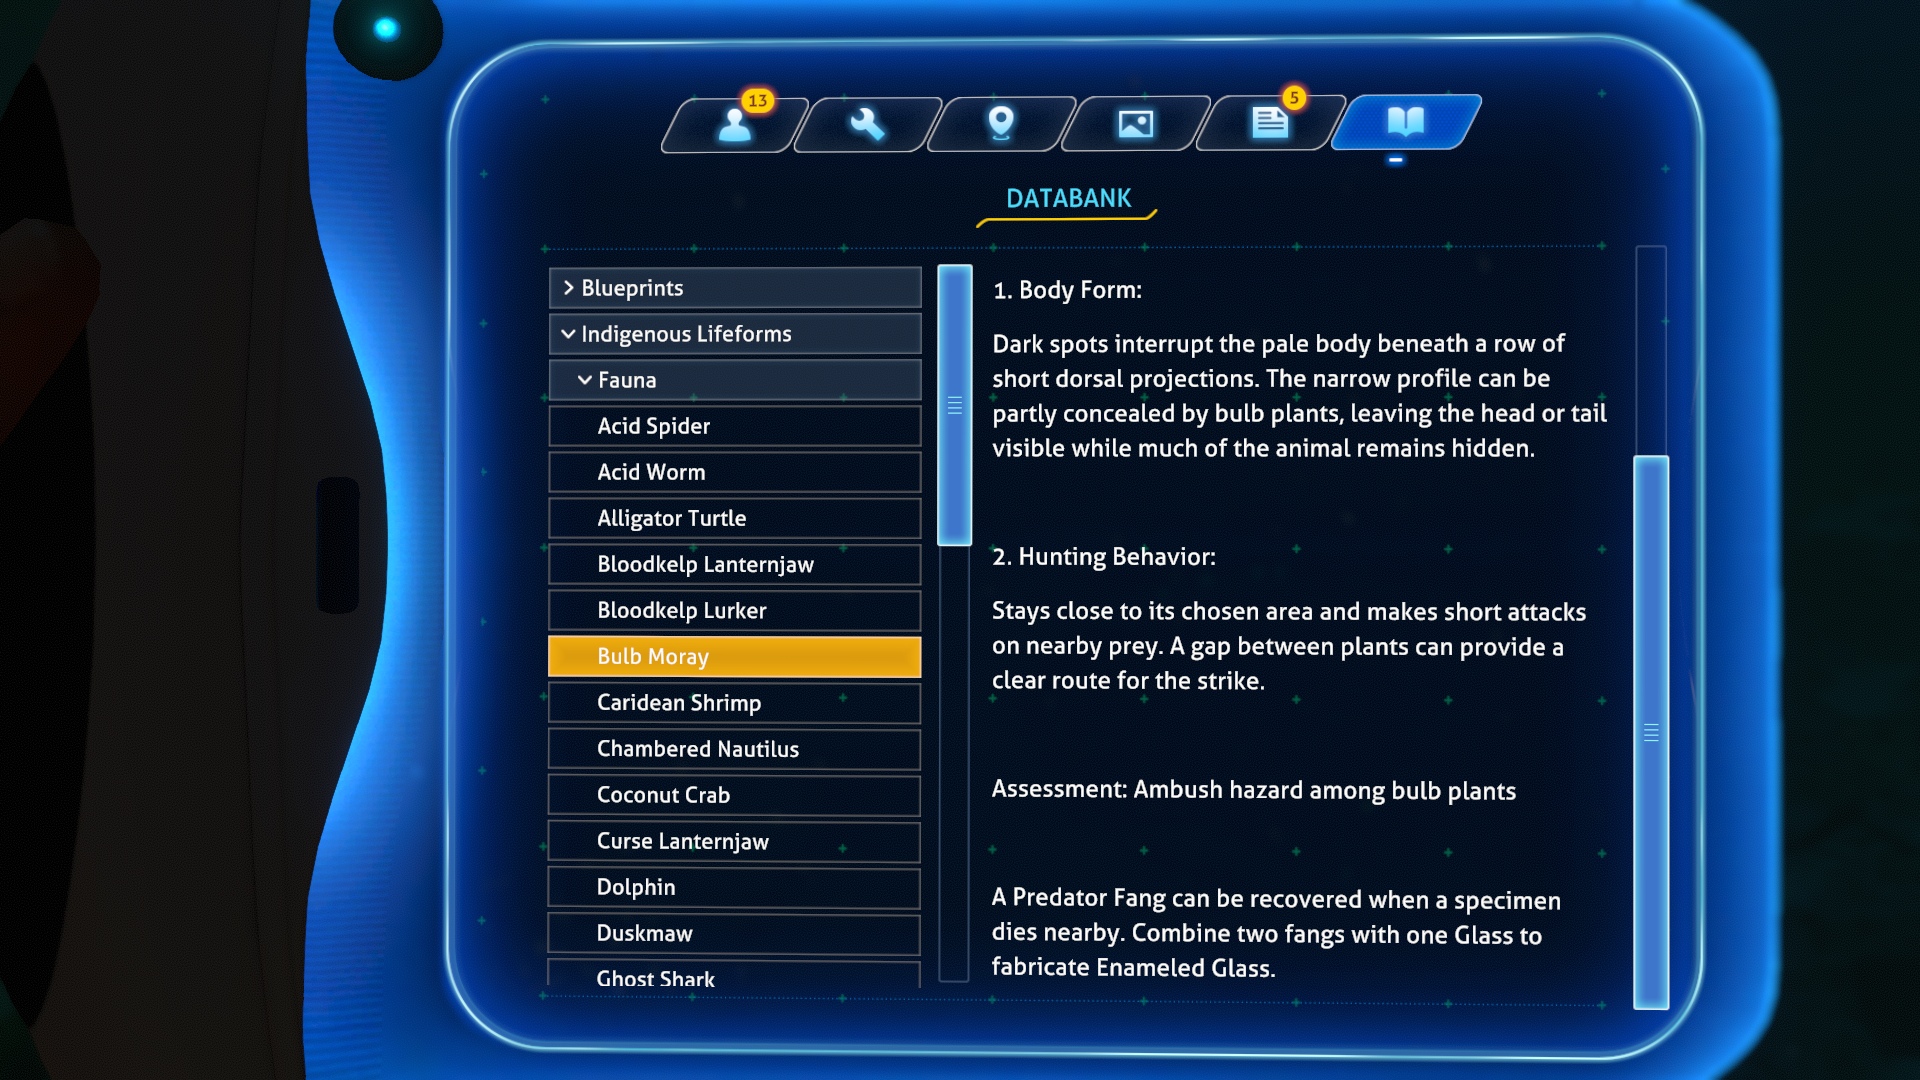 13
5
DATABANK
Blueprints
Indigenous Lifeforms
Fauna
Acid Spider
Acid Worm
Alligator Turtle
Bloodkelp Lanternjaw
Bloodkelp Lurker
Bulb Moray
Caridean Shrimp
Chambered Nautilus
Coconut Crab
Curse Lanternjaw
Dolphin
Duskmaw
Ghost Shark
1. Body Form:
Dark spots interrupt the pale body beneath a row of
short dorsal projections. The narrow profile can be
partly concealed by bulb plants, leaving the head or tail
visible while much of the animal remains hidden.
2. Hunting Behavior:
Stays close to its chosen area and makes short attacks
on nearby prey. A gap between plants can provide a
clear route for the strike.
Assessment: Ambush hazard among bulb plants
A Predator Fang can be recovered when a specimen
dies nearby. Combine two fangs with one Glass to
fabricate Enameled Glass.